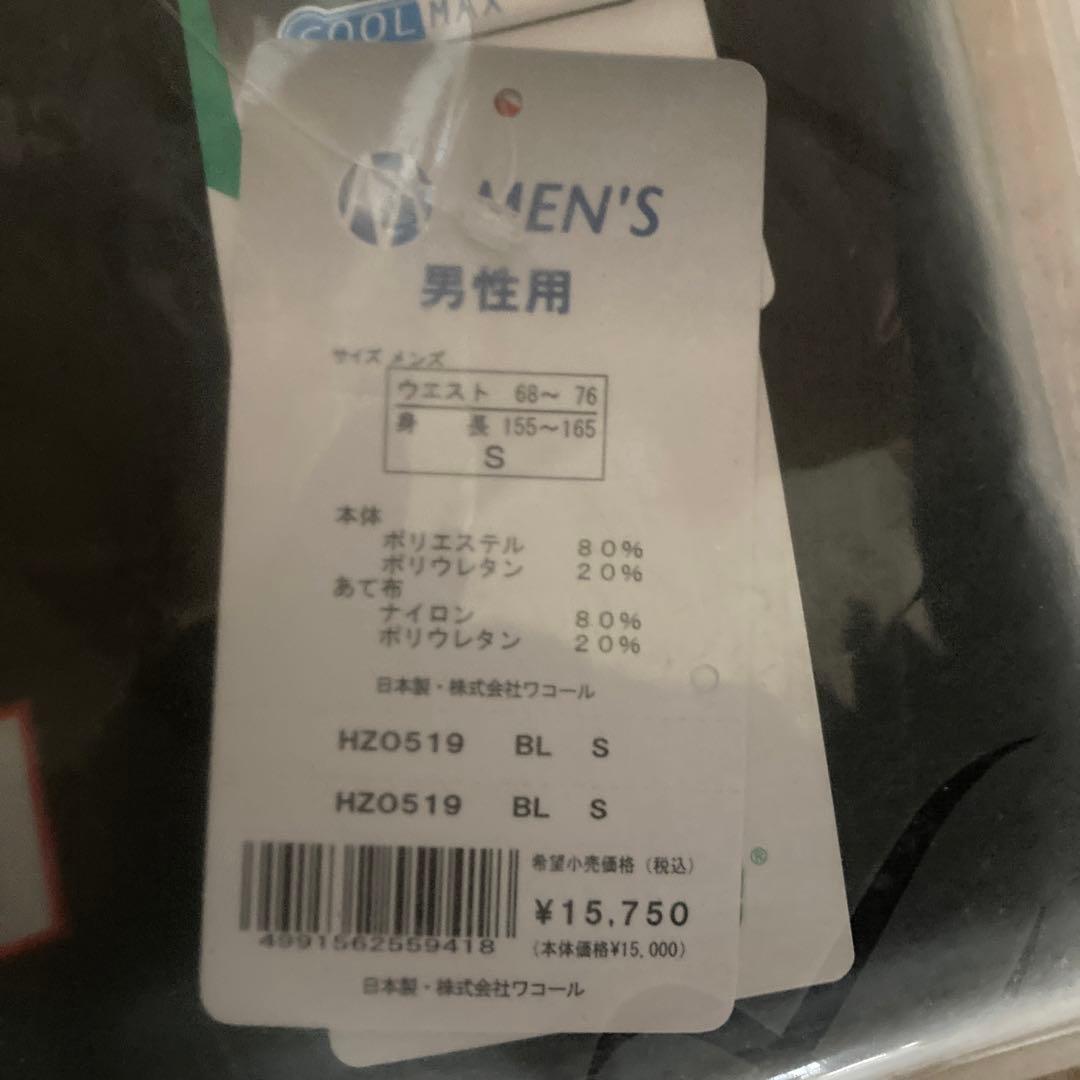 COOLMAX
MEN'S
男性用
サイズ メンズ
ウエスト 68〜 76
身 長 155〜165
S
本体
ポリエステル 80%
ポリウレタン 20%
あて布
ナイロン 80%
ポリウレタン 20%
日本製・株式会社ワコール
HZO519 BL S
HZO519 BL S
希望小売価格(税込)
¥15,750
4991562559418
(本体価格¥15,000)
日本製・株式会社ワコール
®